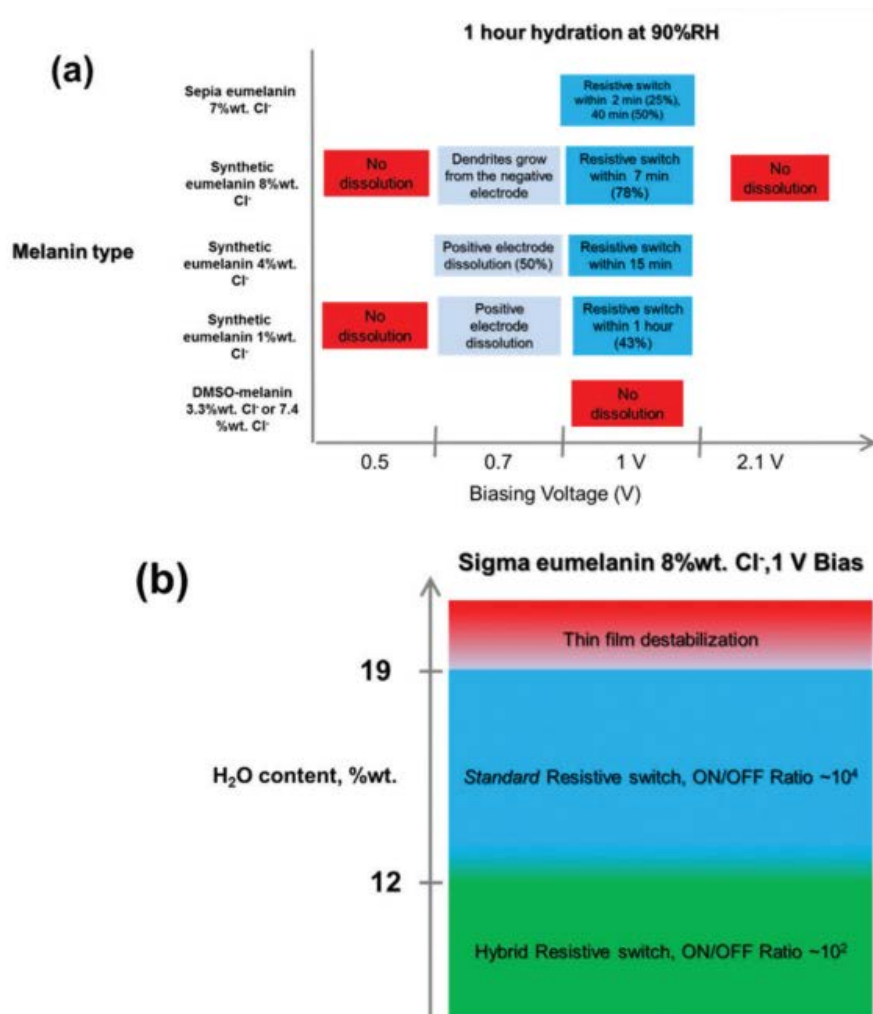 1 hour hydration at 90%RH
(a)
Melanin type
Sepia eumelanin
7%wt. Cl-
Resistive switch
within 2 min (25%),
40 min (50%)
Synthetic
eumelanin 8%wt.
Cl-
No
dissolution
Dendrites grow
from the negative
electrode
Resistive switch
within 7 min
(78%)
No
dissolution
Synthetic
eumelanin 4%wt.
Cl-
Positive electrode
dissolution (50%)
Resistive switch
within 15 min
Synthetic
eumelanin 1%wt.
Cl-
No
dissolution
Positive
electrode
dissolution
Resistive switch
within 1 hour
(43%)
DMSO-melanin
3.3%wt. Cl- or 7.4
%wt. Cl-
No
dissolution
0.5 0.7 1 V 2.1 V
Biasing Voltage (V)
(b)
Sigma eumelanin 8%wt. Cl-,1 V Bias
Thin film destabilization
19
H2O content, %wt.
Standard Resistive switch, ON/OFF Ratio ~10⁴
12
Hybrid Resistive switch, ON/OFF Ratio ~10²